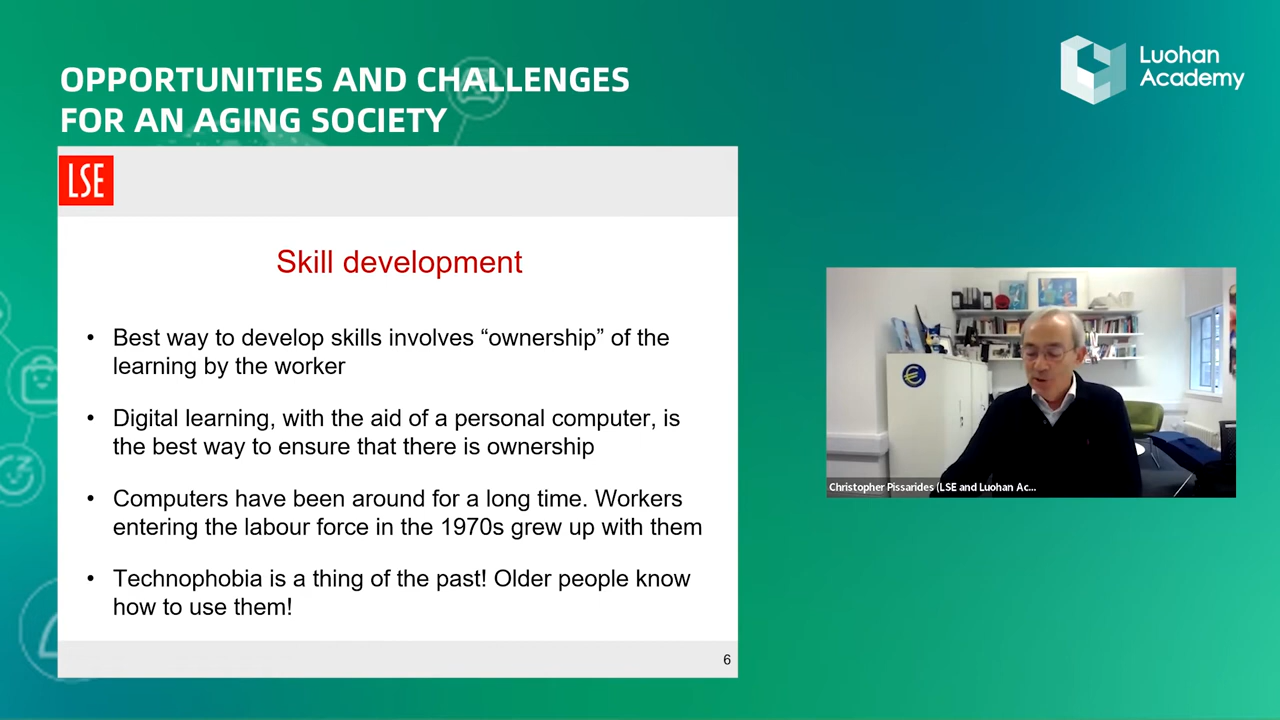 OPPORTUNITIES AND CHALLENGES
FOR AN AGING SOCIETY
Luohan
Academy
LSE
Skill development
• Best way to develop skills involves “ownership” of the
learning by the worker
• Digital learning, with the aid of a personal computer, is
the best way to ensure that there is ownership
• Computers have been around for a long time. Workers
entering the labour force in the 1970s grew up with them
• Technophobia is a thing of the past! Older people know
how to use them!
6
Christopher Pissarides (LSE and Luohan Ac...